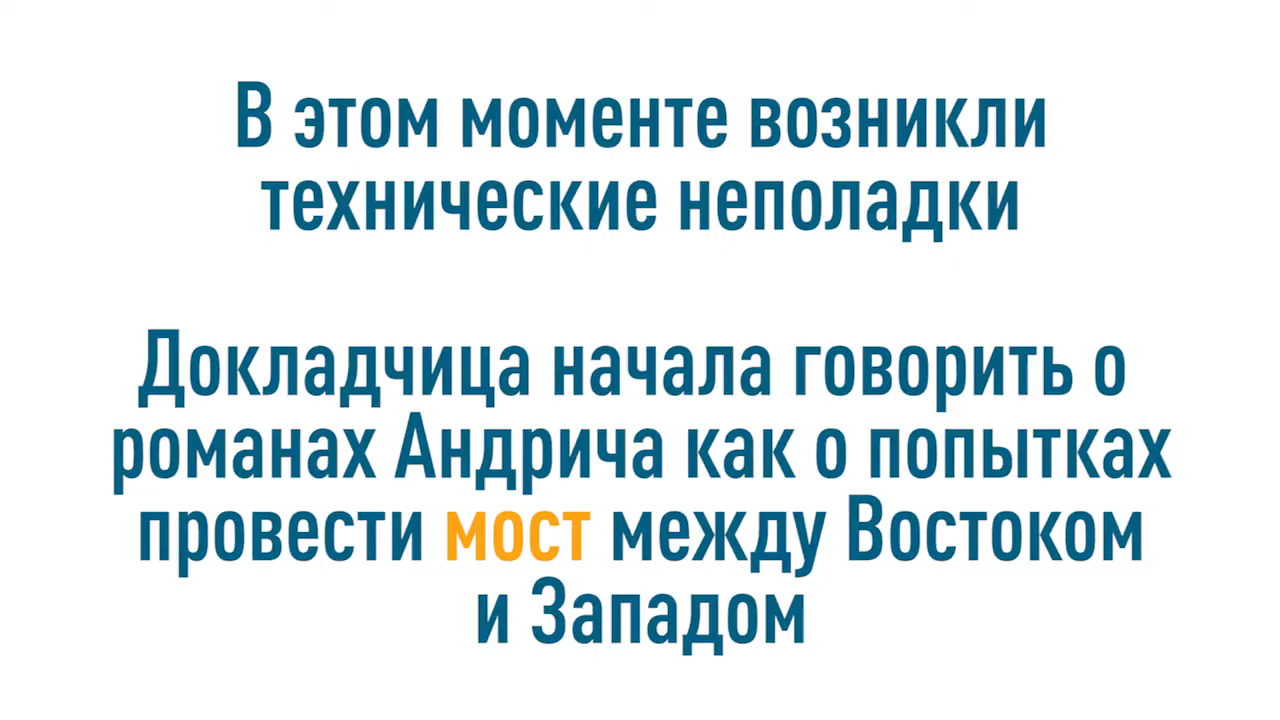 В этом моменте возникли
технические неполадки
Докладчица начала говорить о
романах Андрича как о попытках
провести мост между Востоком
и Западом